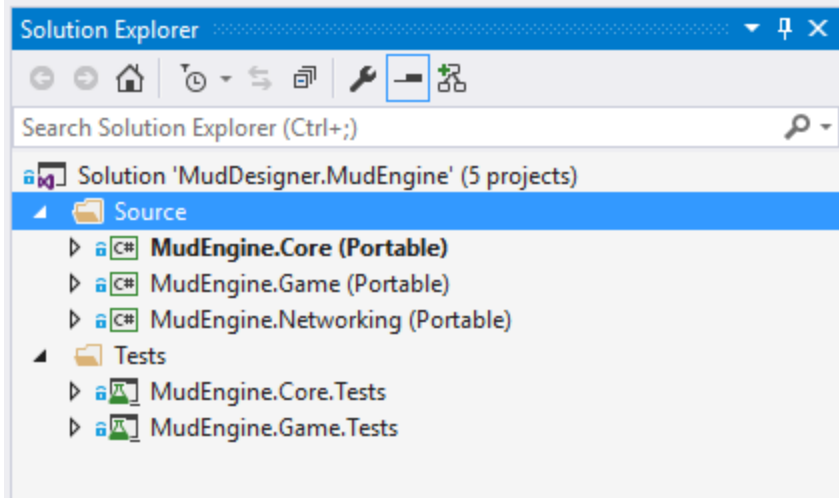 Solution Explorer
Search Solution Explorer (Ctrl+;)
Solution 'MudDesigner.MudEngine' (5 projects)
Source
C# MudEngine.Core (Portable)
C# MudEngine.Game (Portable)
C# MudEngine.Networking (Portable)
Tests
MudEngine.Core.Tests
MudEngine.Game.Tests